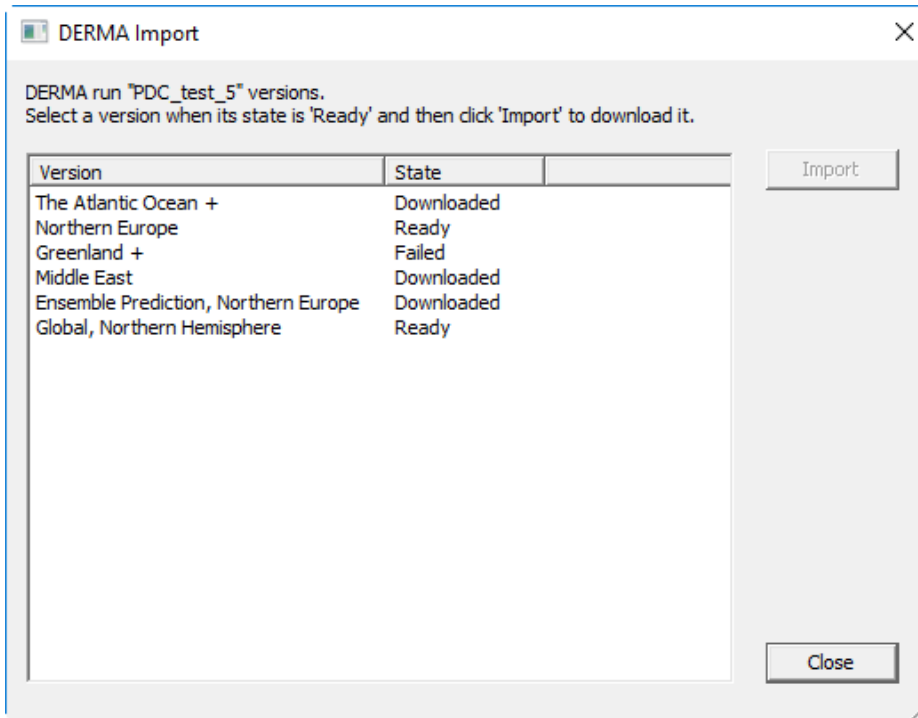 DERMA Import
DERMA run "PDC_test_5" versions.
Select a version when its state is 'Ready' and then click 'Import' to download it.
Version State
The Atlantic Ocean + Downloaded
Northern Europe Ready
Greenland + Failed
Middle East Downloaded
Ensemble Prediction, Northern Europe Downloaded
Global, Northern Hemisphere Ready
Import
Close